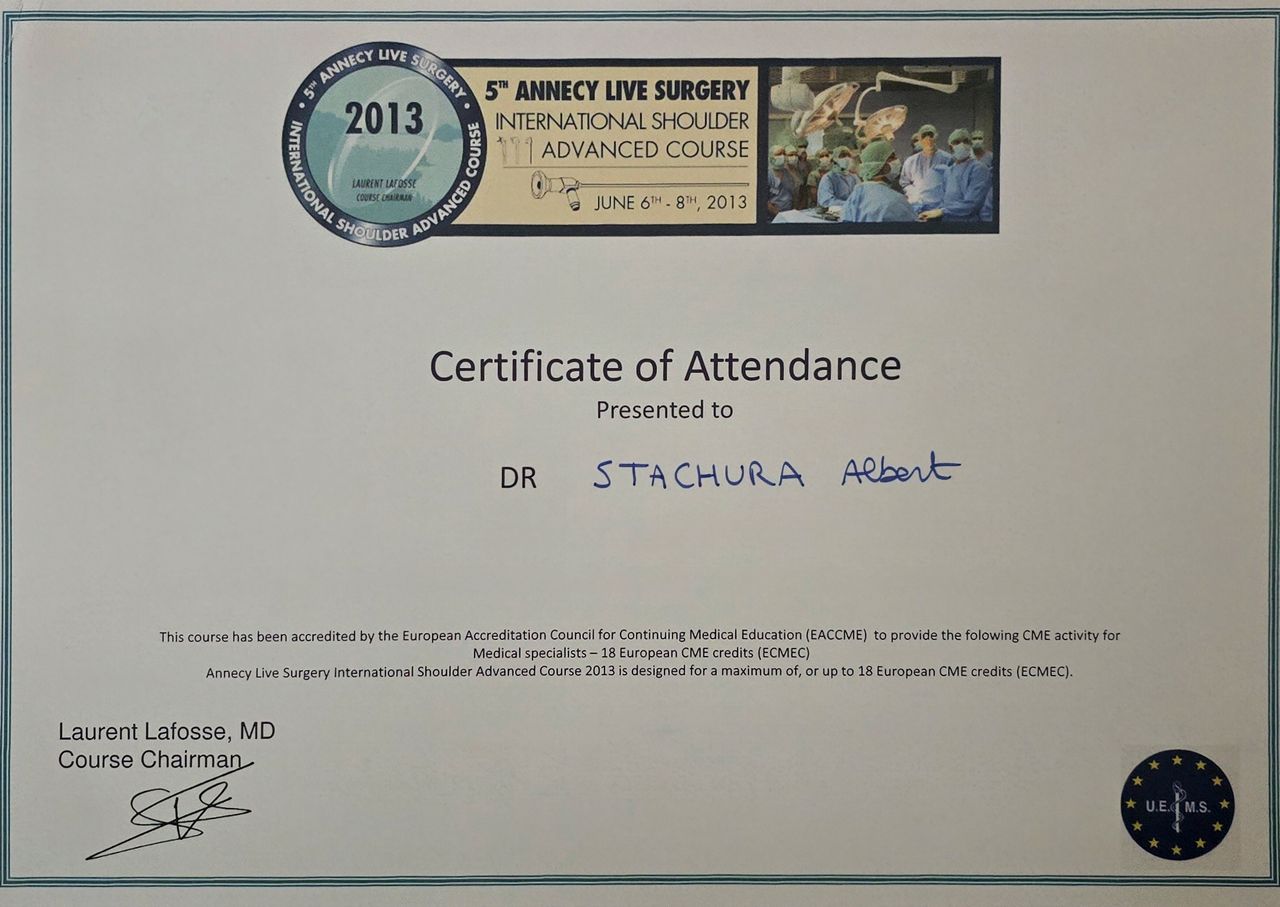 5TH ANNECY LIVE SURGERY
INTERNATIONAL SHOULDER ADVANCED COURSE
2013
LAURENT LAFOSSE
COURSE CHAIRMAN
5TH ANNECY LIVE SURGERY
INTERNATIONAL SHOULDER
ADVANCED COURSE
JUNE 6TH - 8TH, 2013
Certificate of Attendance
Presented to
DR STACHURA Albert
This course has been accredited by the European Accreditation Council for Continuing Medical Education (EACCME) to provide the folowing CME activity for
Medical specialists – 18 European CME credits (ECMEC)
Annecy Live Surgery International Shoulder Advanced Course 2013 is designed for a maximum of, or up to 18 European CME credits (ECMEC).
Laurent Lafosse, MD
Course Chairman
U.E.M.S.